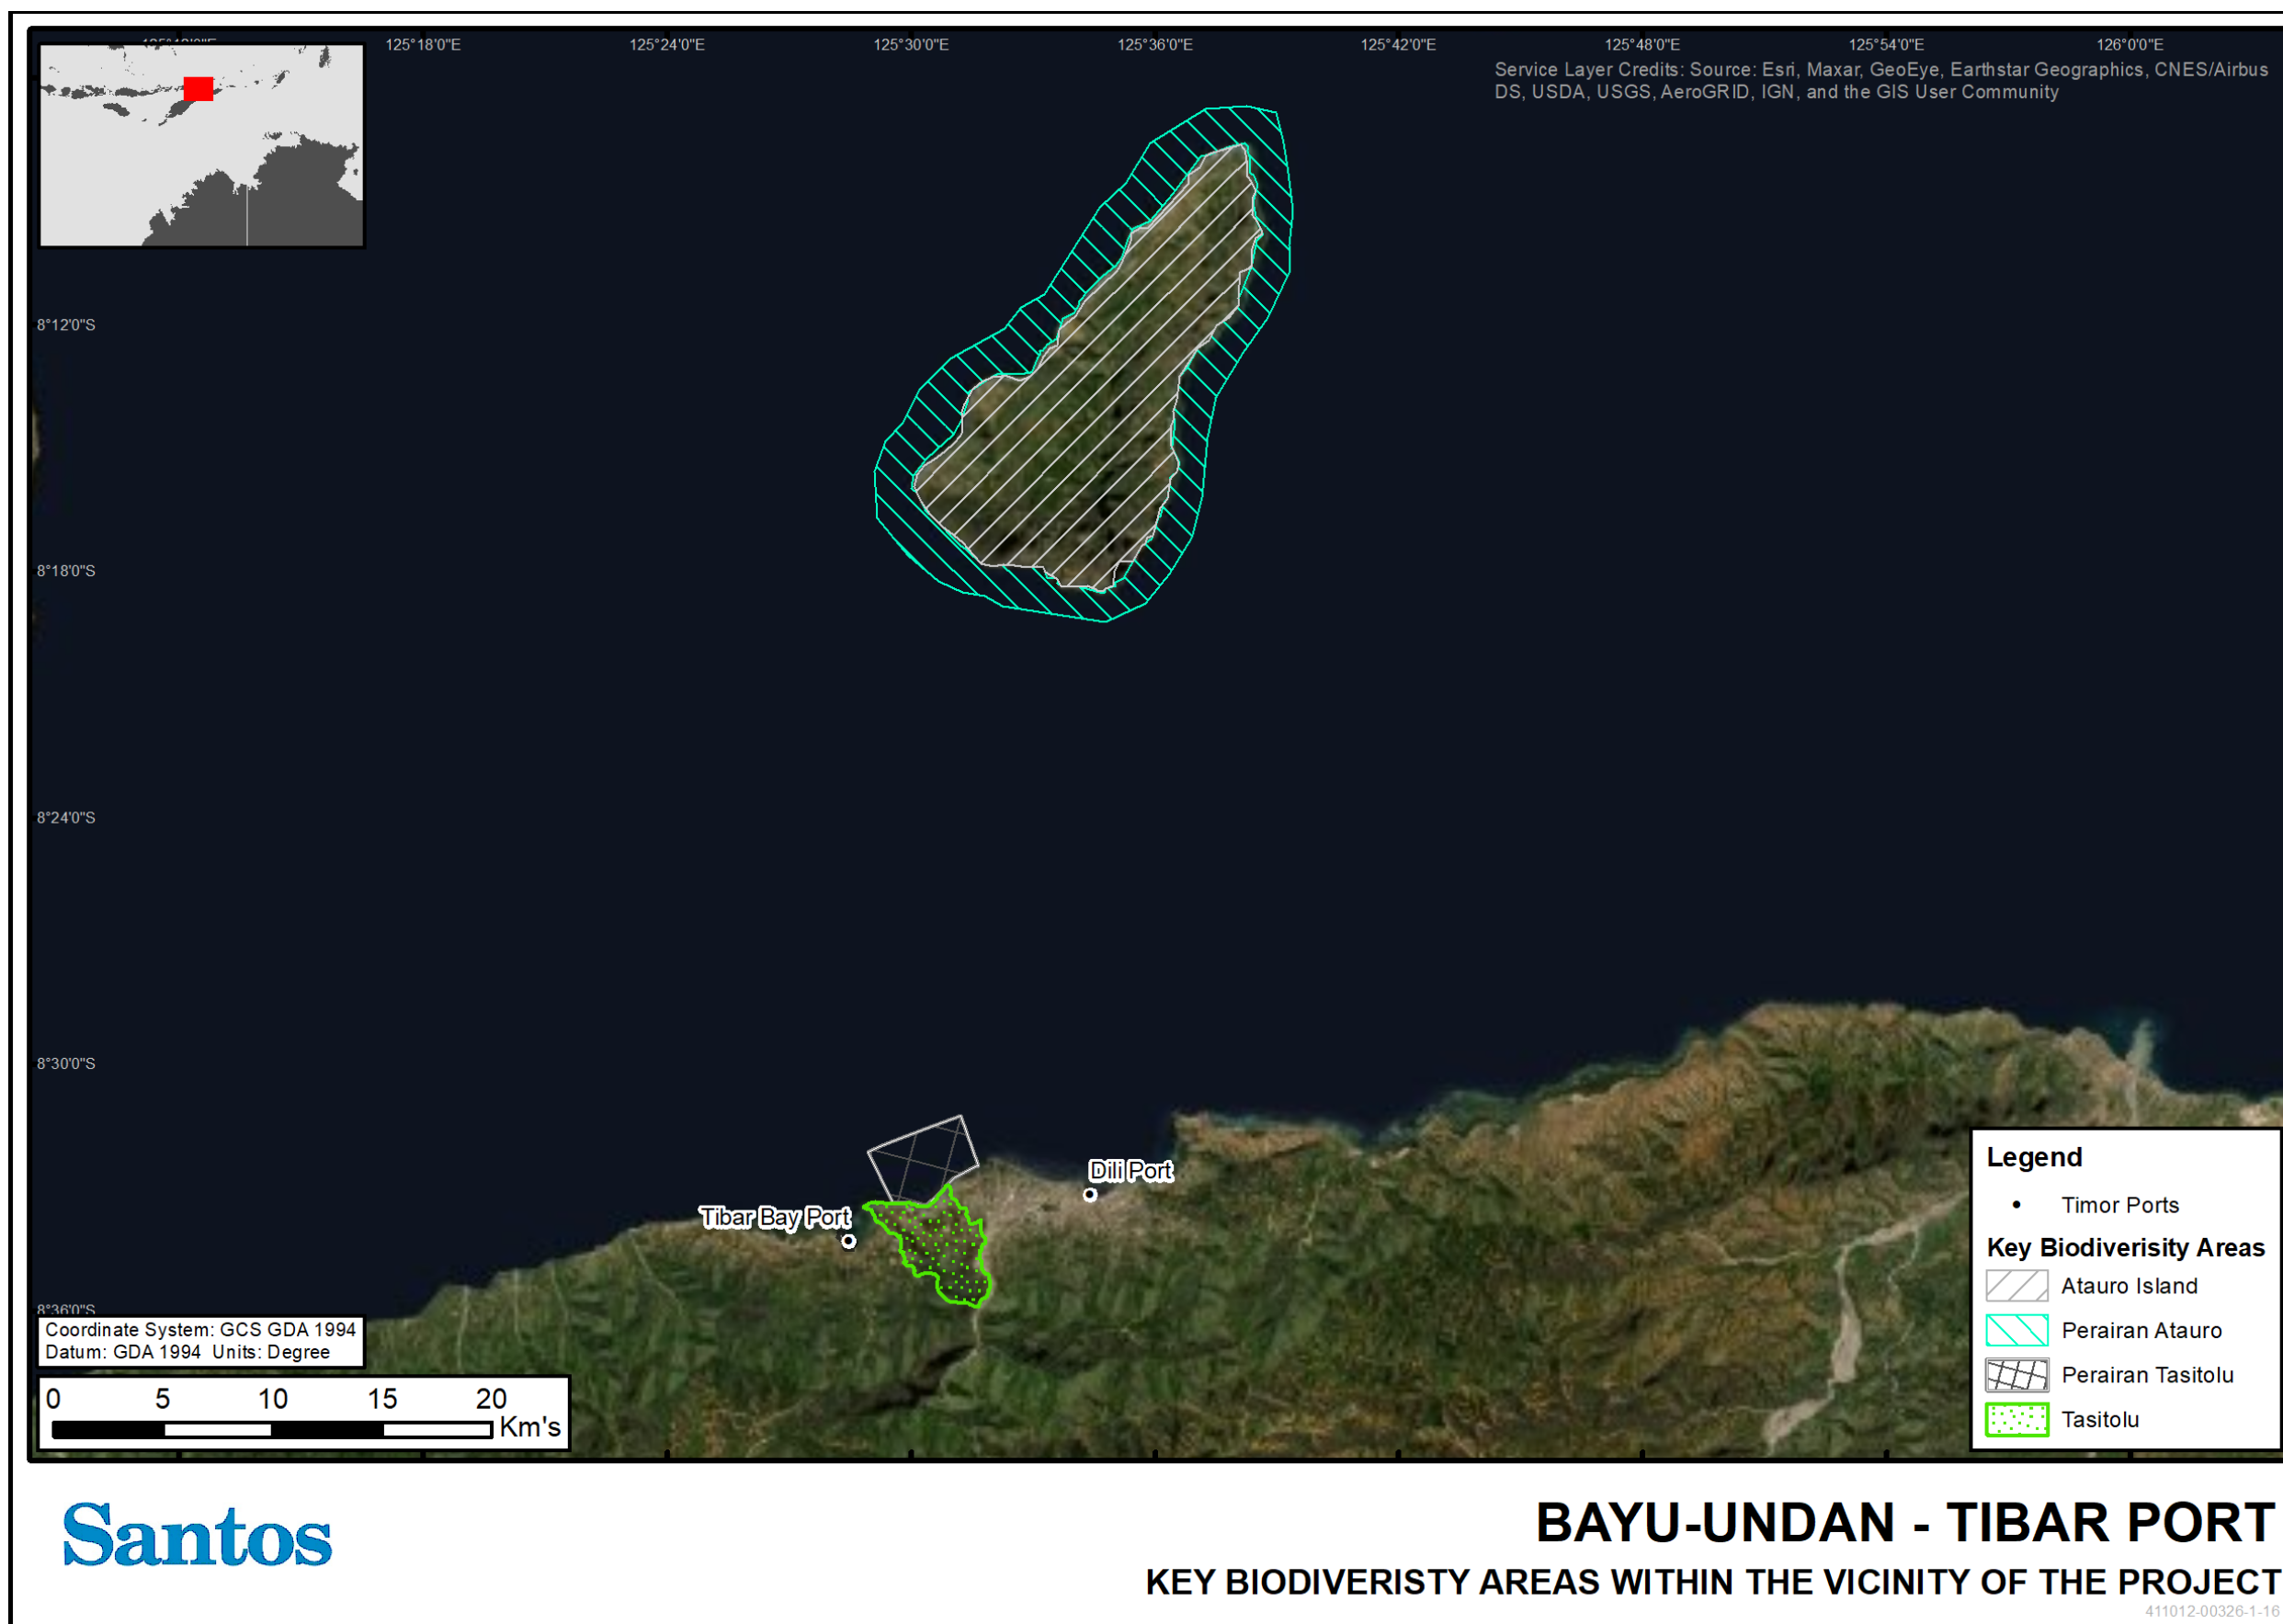 125°18'0"E 125°24'0"E 125°30'0"E 125°36'0"E 125°42'0"E 125°48'0"E 125°54'0"E 126°0'0"E
Service Layer Credits: Source: Esri, Maxar, GeoEye, Earthstar Geographics, CNES/Airbus
DS, USDA, USGS, AeroGRID, IGN, and the GIS User Community
8°12'0"S
8°18'0"S
8°24'0"S
8°30'0"S
Dili Port
Tibar Bay Port
8°36'0"S
Coordinate System: GCS GDA 1994
Datum: GDA 1994 Units: Degree
0 5 10 15 20
Km's
Legend
Timor Ports
Key Biodiverisity Areas
Atauro Island
Perairan Atauro
Perairan Tasitolu
Tasitolu
Santos
BAYU-UNDAN - TIBAR PORT
KEY BIODIVERISTY AREAS WITHIN THE VICINITY OF THE PROJECT
411012-00326-1-16